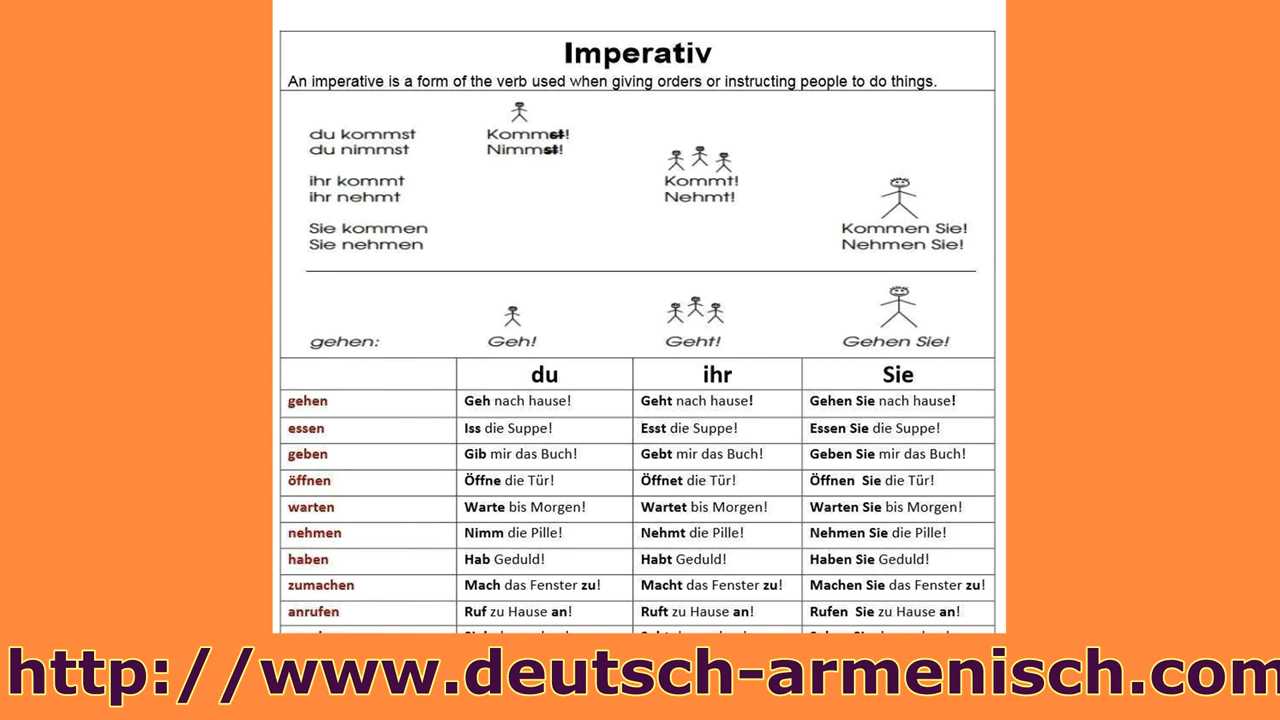 Imperativ
An imperative is a form of the verb used when giving orders or instructing people to do things.
du kommst Kommst!
du nimmst Nimmst!
ihr kommt Kommt!
ihr nehmt Nehmt!
Sie kommen Kommen Sie!
Sie nehmen Nehmen Sie!
gehen: Geh! Geht! Gehen Sie!
du ihr Sie
gehen Geh nach hause! Geht nach hause! Gehen Sie nach hause!
essen Iss die Suppe! Esst die Suppe! Essen Sie die Suppe!
geben Gib mir das Buch! Gebt mir das Buch! Geben Sie mir das Buch!
öffnen Öffne die Tür! Öffnet die Tür! Öffnen Sie die Tür!
warten Warte bis Morgen! Wartet bis Morgen! Warten Sie bis Morgen!
nehmen Nimm die Pille! Nehmt die Pille! Nehmen Sie die Pille!
haben Hab Geduld! Habt Geduld! Haben Sie Geduld!
zumachen Mach das Fenster zu! Macht das Fenster zu! Machen Sie das Fenster zu!
anrufen Ruf zu Hause an! Ruft zu Hause an! Rufen Sie zu Hause an!
http://www.deutsch-armenisch.com